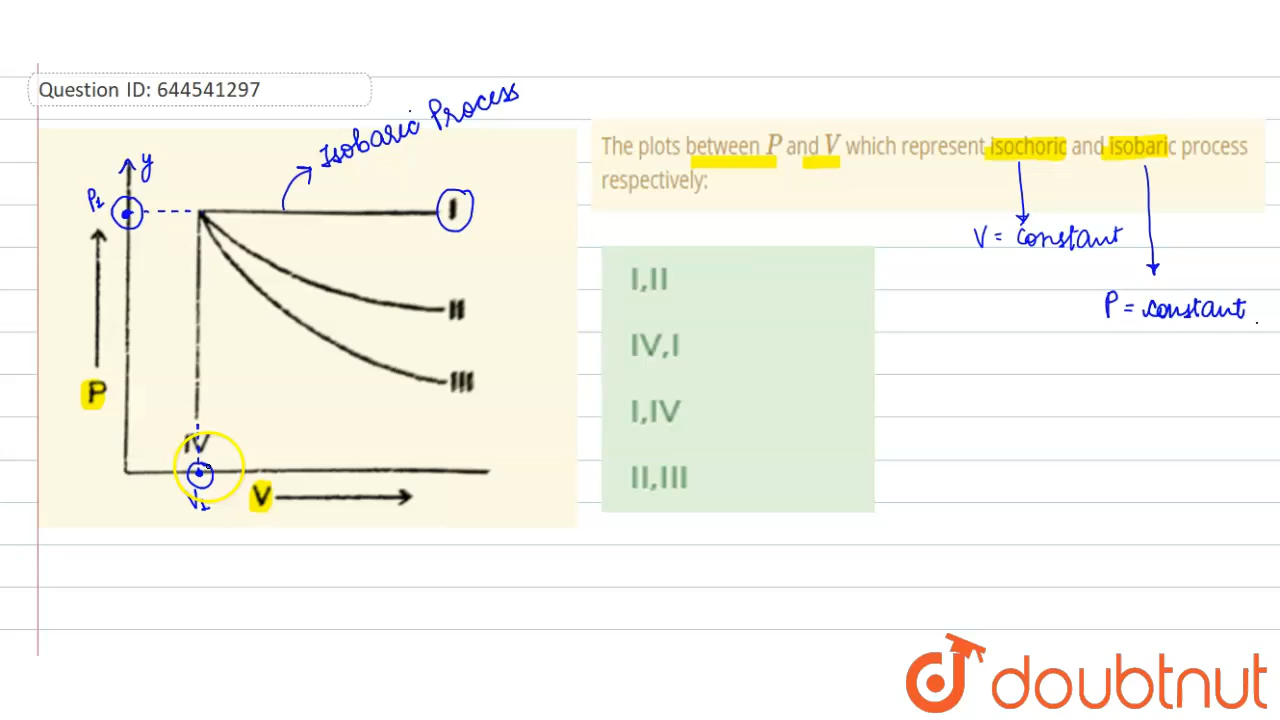 Question ID: 644541297
Isobaric Process
y
P1
I
II
III
IV
P
V1
V
The plots between P and V which represent isochoric and isobaric process
respectively:
V = constant
P = constant
I,II
IV,I
I,IV
II,III
doubtnut